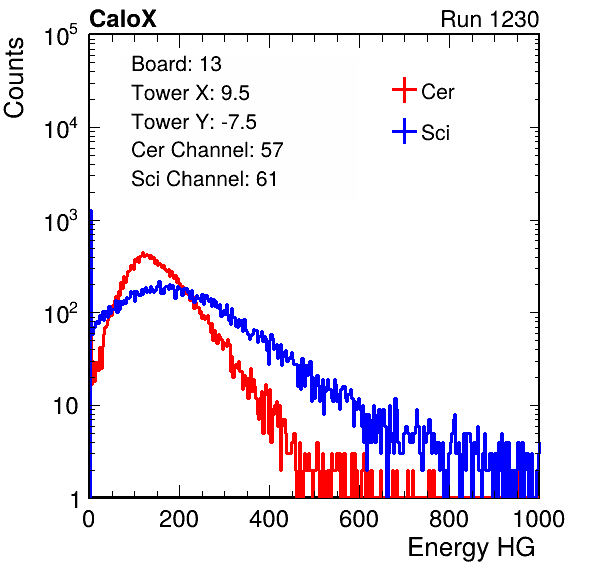 CaloX Run 1230
Counts
Board: 13
Tower X: 9.5
Tower Y: -7.5
Cer Channel: 57
Sci Channel: 61
Cer
Sci
10^5
10^4
10^3
10^2
10
1
0 200 400 600 800 1000
Energy HG